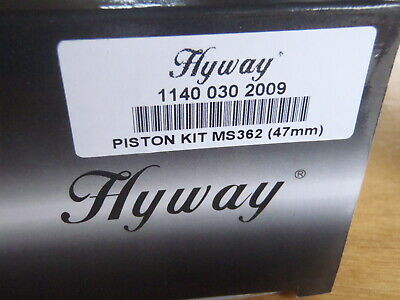 Hyway®
1140 030 2009
PISTON KIT MS362 (47mm)
Hyway®